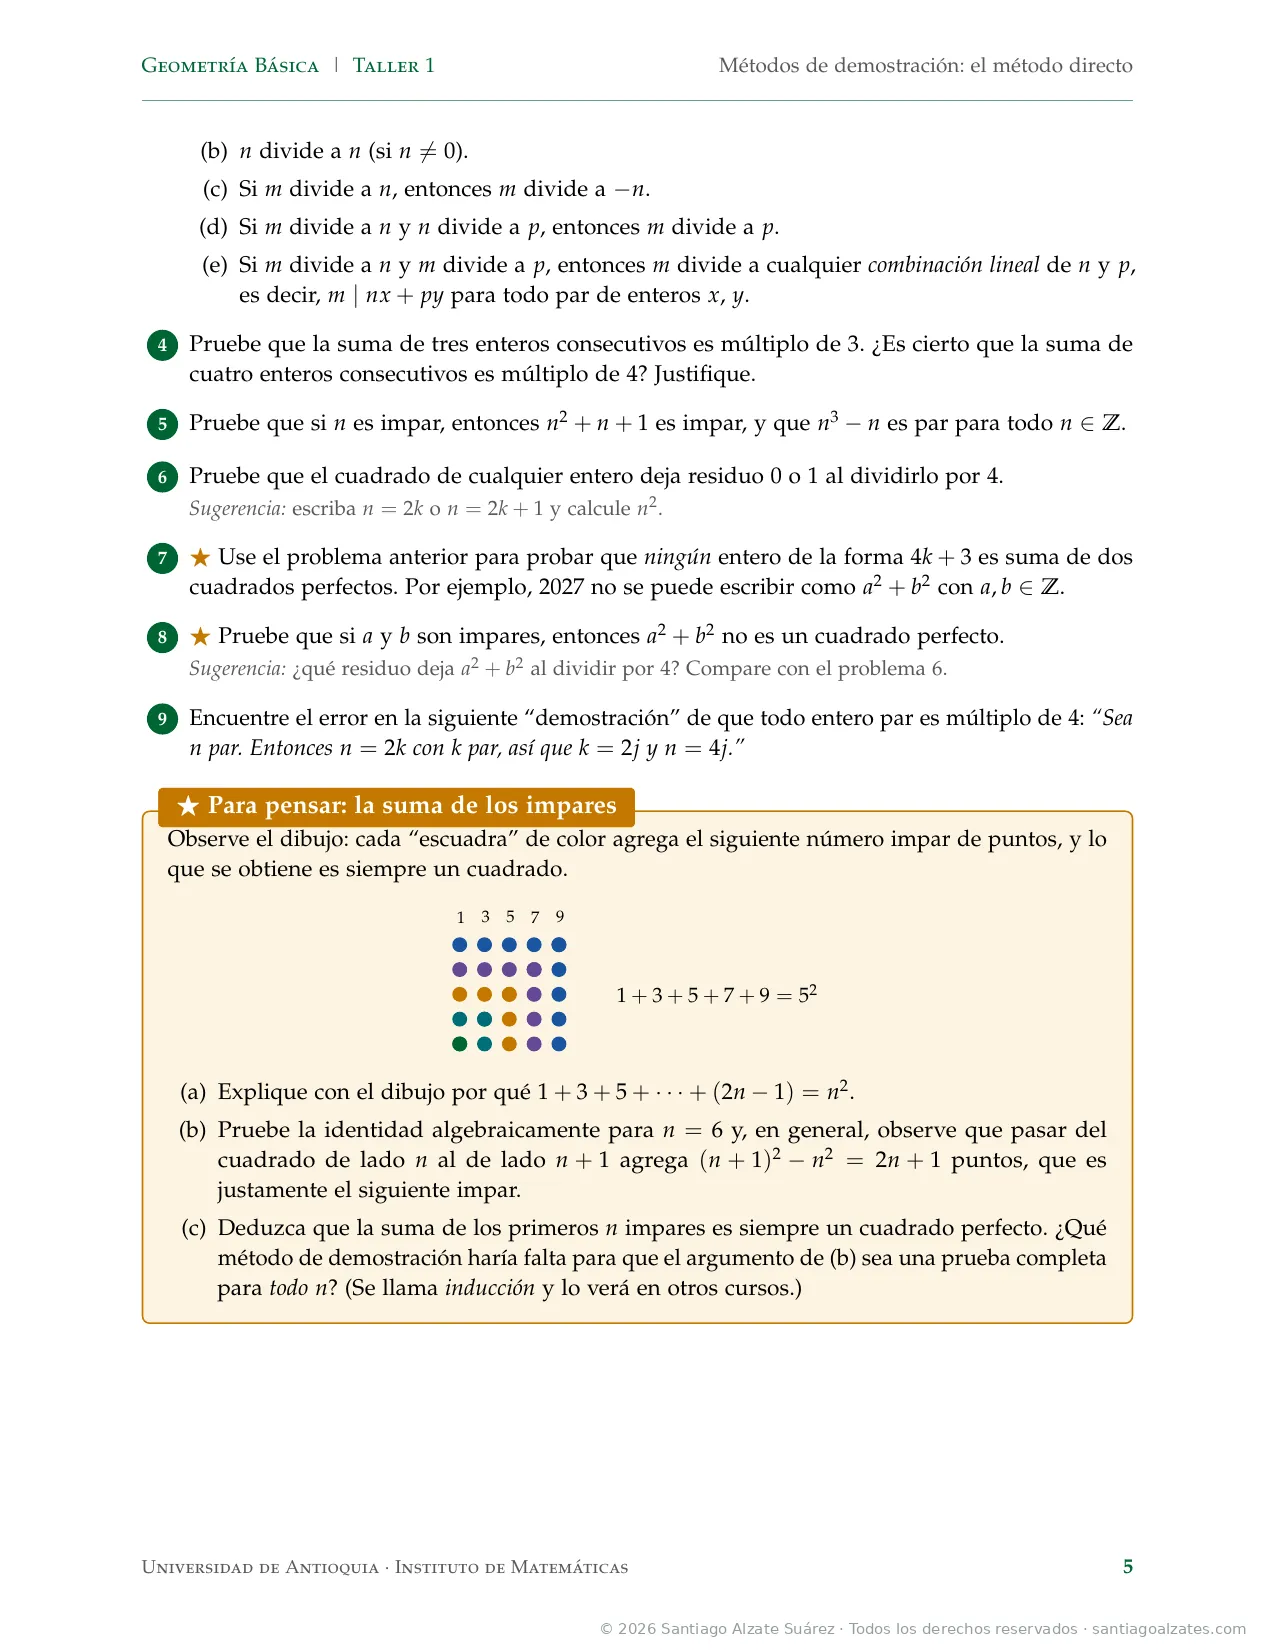 Geometría Básica | Taller 1
Métodos de demostración: el método directo
(b) n divide a n (si n ≠ 0).
(c) Si m divide a n, entonces m divide a −n.
(d) Si m divide a n y n divide a p, entonces m divide a p.
(e) Si m divide a n y m divide a p, entonces m divide a cualquier combinación lineal de n y p,
es decir, m | nx + py para todo par de enteros x, y.
4 Pruebe que la suma de tres enteros consecutivos es múltiplo de 3. ¿Es cierto que la suma de
cuatro enteros consecutivos es múltiplo de 4? Justifique.
5 Pruebe que si n es impar, entonces n² + n + 1 es impar, y que n³ − n es par para todo n ∈ ℤ.
6 Pruebe que el cuadrado de cualquier entero deja residuo 0 o 1 al dividirlo por 4.
Sugerencia: escriba n = 2k o n = 2k + 1 y calcule n².
7 ★ Use el problema anterior para probar que ningún entero de la forma 4k + 3 es suma de dos
cuadrados perfectos. Por ejemplo, 2027 no se puede escribir como a² + b² con a, b ∈ ℤ.
8 ★ Pruebe que si a y b son impares, entonces a² + b² no es un cuadrado perfecto.
Sugerencia: ¿qué residuo deja a² + b² al dividir por 4? Compare con el problema 6.
9 Encuentre el error en la siguiente “demostración” de que todo entero par es múltiplo de 4: “Sea
n par. Entonces n = 2k con k par, así que k = 2j y n = 4j.”
★ Para pensar: la suma de los impares
Observe el dibujo: cada “escuadra” de color agrega el siguiente número impar de puntos, y lo
que se obtiene es siempre un cuadrado.
1 3 5 7 9
1 + 3 + 5 + 7 + 9 = 5²
(a) Explique con el dibujo por qué 1 + 3 + 5 + · · · + (2n − 1) = n².
(b) Pruebe la identidad algebraicamente para n = 6 y, en general, observe que pasar del
cuadrado de lado n al de lado n + 1 agrega (n + 1)² − n² = 2n + 1 puntos, que es
justamente el siguiente impar.
(c) Deduzca que la suma de los primeros n impares es siempre un cuadrado perfecto. ¿Qué
método de demostración haría falta para que el argumento de (b) sea una prueba completa
para todo n? (Se llama inducción y lo verá en otros cursos.)
Universidad de Antioquia · Instituto de Matemáticas
5
© 2026 Santiago Alzate Suárez · Todos los derechos reservados · santiagoalzates.com